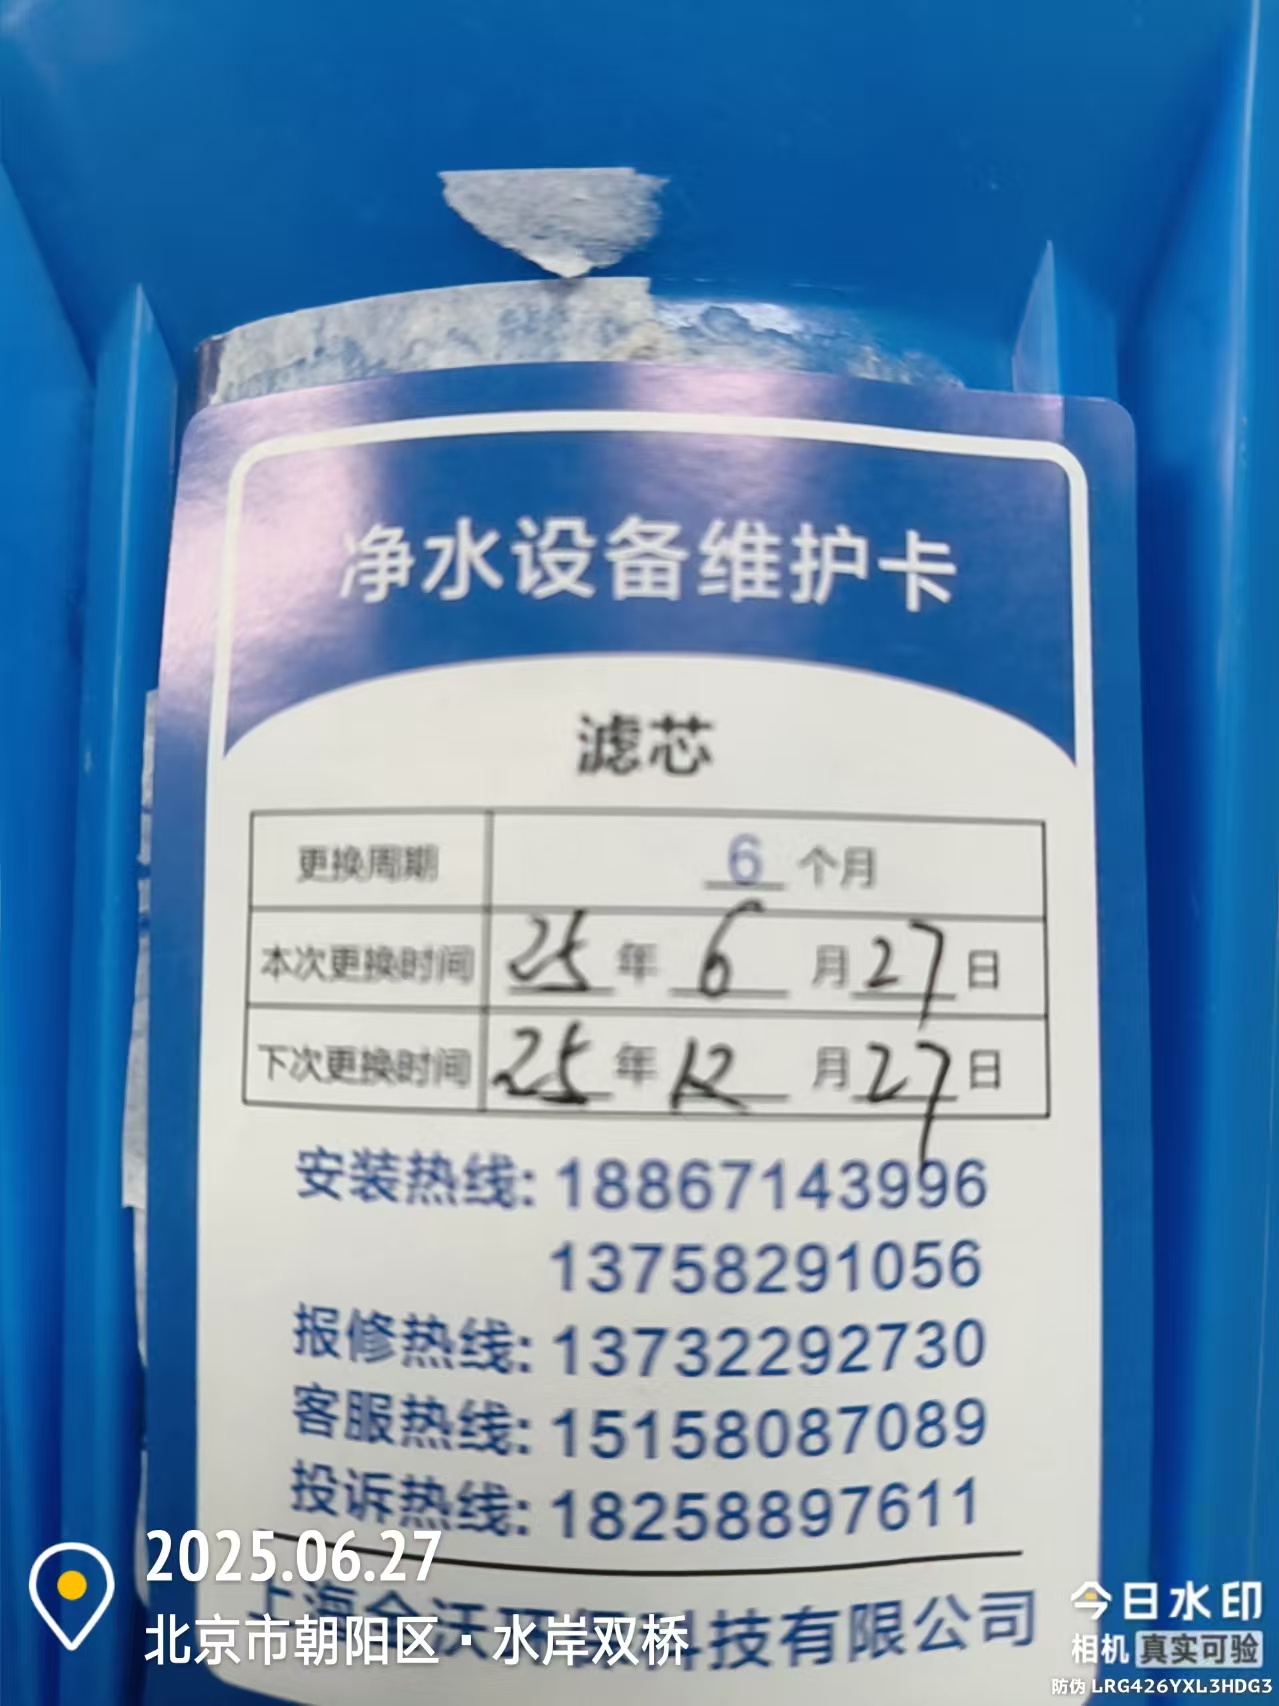 净水设备维护卡
滤芯
更换周期 6 个月
本次更换时间 25 年 6 月 27 日
下次更换时间 25 年 12 月 27 日
安装热线: 18867143996
13758291056
报修热线: 13732292730
客服热线: 15158087089
投诉热线: 18258897611
上海 沃 科技有限公司
2025.06.27
北京市朝阳区·水岸双桥
今日水印
相机 真实可验
防伪 LRG426YXL3HDG3